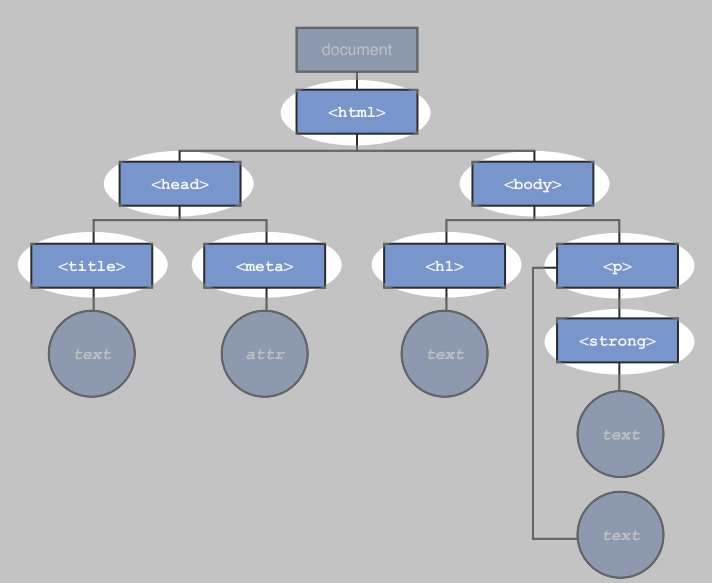 document
<html>
<head>
<body>
<title>
<meta>
<h1>
<p>
<strong>
text
attr
text
text
text